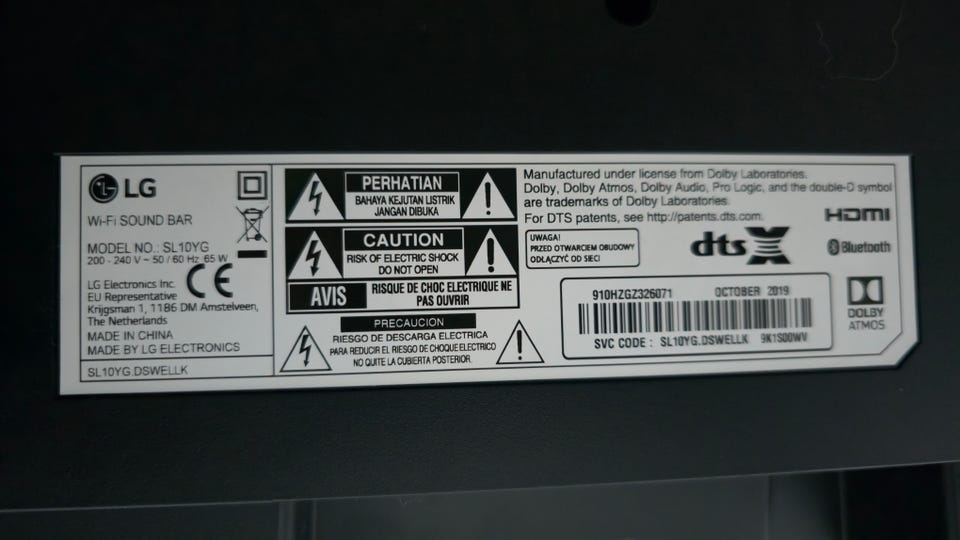 LG
Wi-Fi SOUND BAR
MODEL NO.: SL10YG
200 - 240 V ~ 50 / 60 Hz 65 W
CE
LG Electronics Inc.
EU Representative
Krijgsman 1, 1186 DM Amstelveen,
The Netherlands
MADE IN CHINA
MADE BY LG ELECTRONICS
SL10YG.DSWELLK
PERHATIAN
BAHAYA KEJUTAN LISTRIK
JANGAN DIBUKA
CAUTION
RISK OF ELECTRIC SHOCK
DO NOT OPEN
AVIS
RISQUE DE CHOC ELECTRIQUE NE
PAS OUVRIR
PRECAUCION
RIESGO DE DESCARGA ELECTRICA
PARA REDUCIR EL RIESGO DE CHOQUE ELECTRICO
NO QUITE LA CUBIERTA POSTERIOR.
Manufactured under license from Dolby Laboratories.
Dolby, Dolby Atmos, Dolby Audio, Pro Logic, and the double-D symbol
are trademarks of Dolby Laboratories.
For DTS patents, see http://patents.dts.com.
HDMI
UWAGA!
PRZED OTWARCIEM OBUDOWY
ODŁĄCZYĆ OD SIECI
dts X
Bluetooth
910HZGZ326071 OCTOBER 2019
SVC CODE : SL10YG.DSWELLK 9K1S00WV
DOLBY
ATMOS